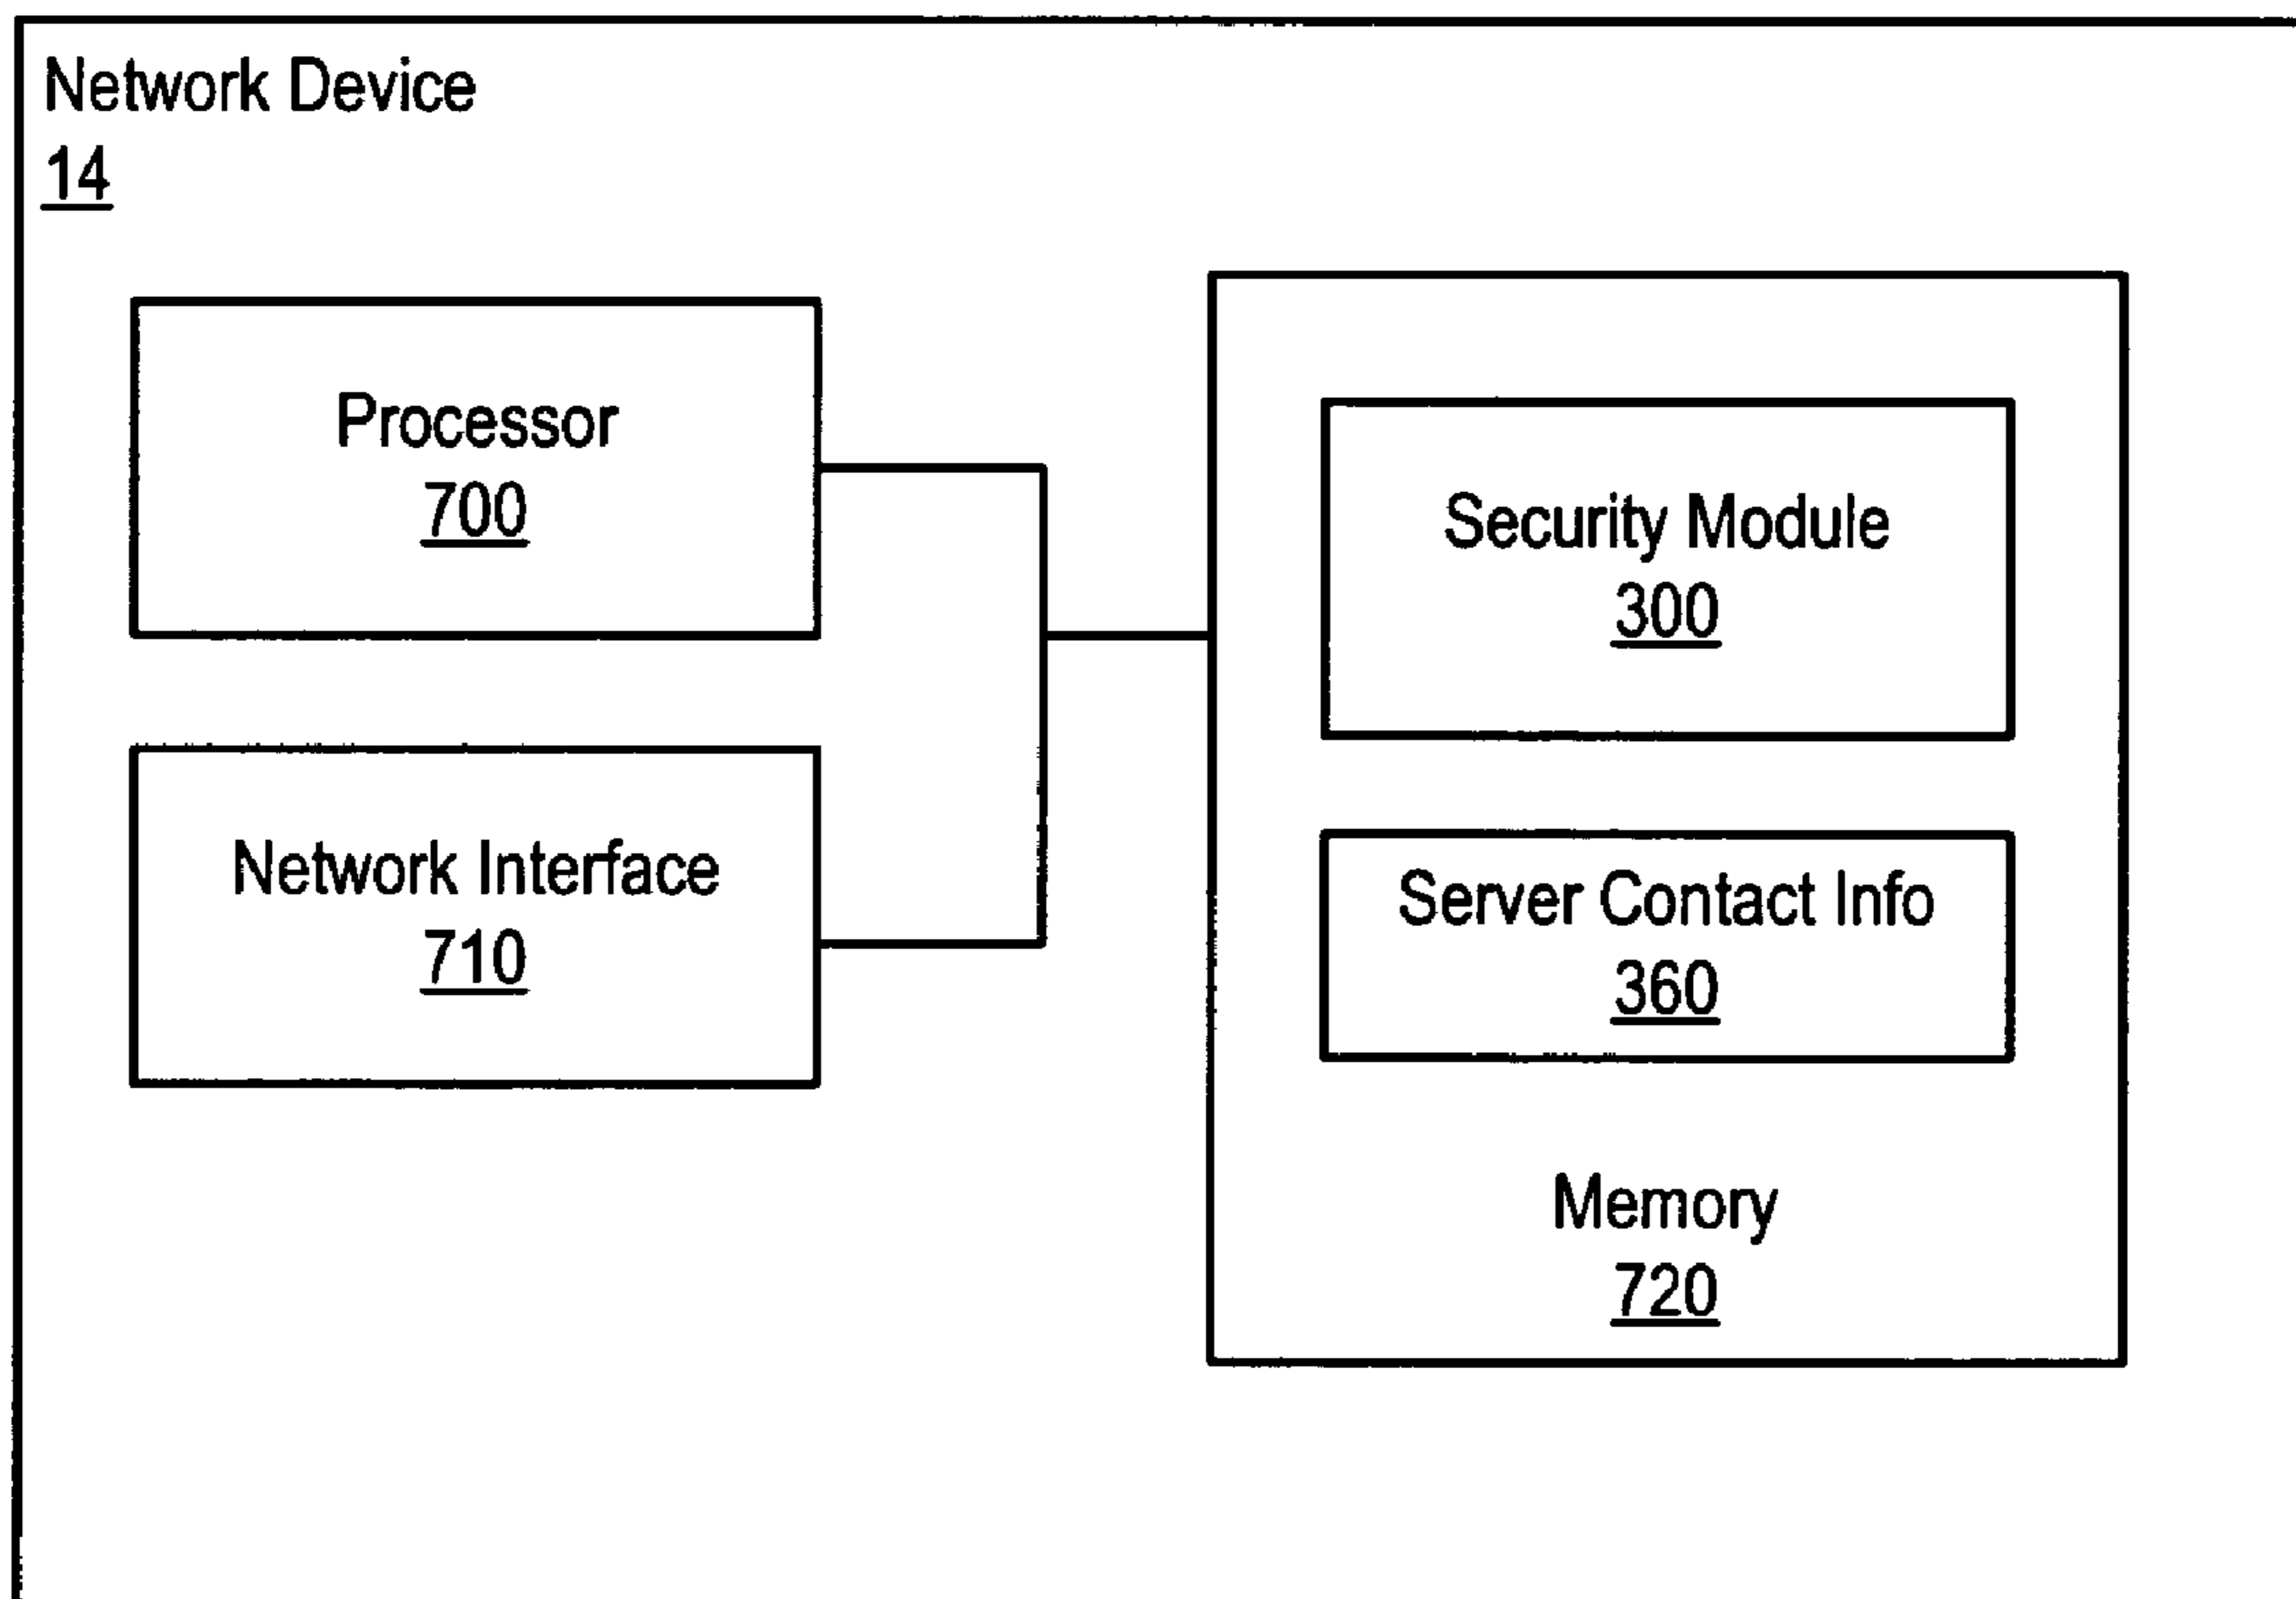 Network Device
14
Processor
700
Network Interface
710
Security Module
300
Server Contact Info
360
Memory
720